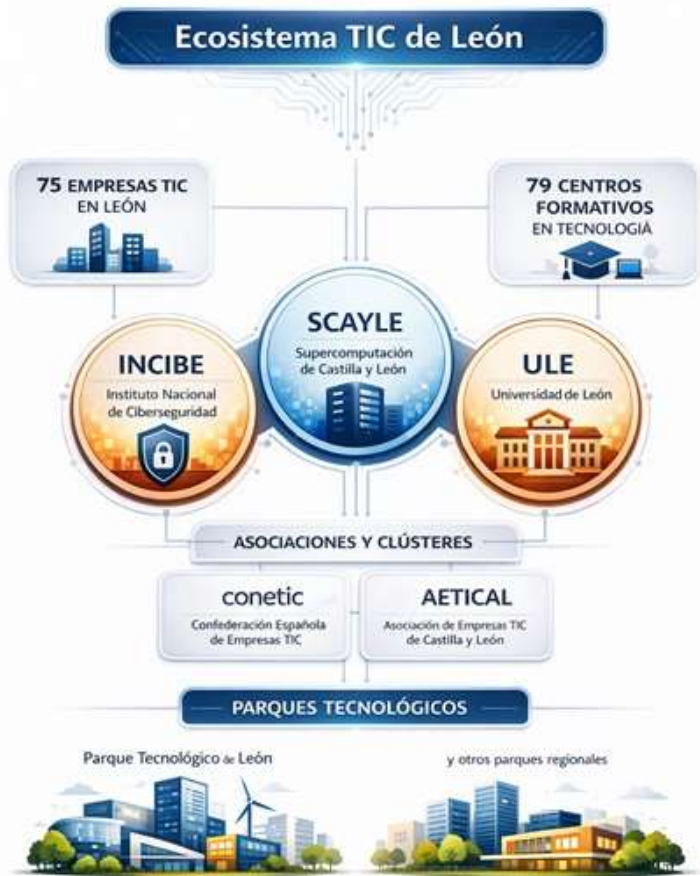 Ecosistema TIC de León
75 EMPRESAS TIC
EN LEÓN
79 CENTROS
FORMATIVOS
EN TECNOLOGIÁ
SCAYLE
Supercomputación
de Castilla y León
INCIBE
Instituto Nacional
de Ciberseguridad
ULE
Universidad de León
ASOCIACIONES Y CLÚSTERES
conetic
Confederación Española
de Empresas TIC
AETICAL
Asociación de Empresas TIC
de Castilla y León
PARQUES TECNOLÓGICOS
Parque Tecnológico de León
y otros parques regionales